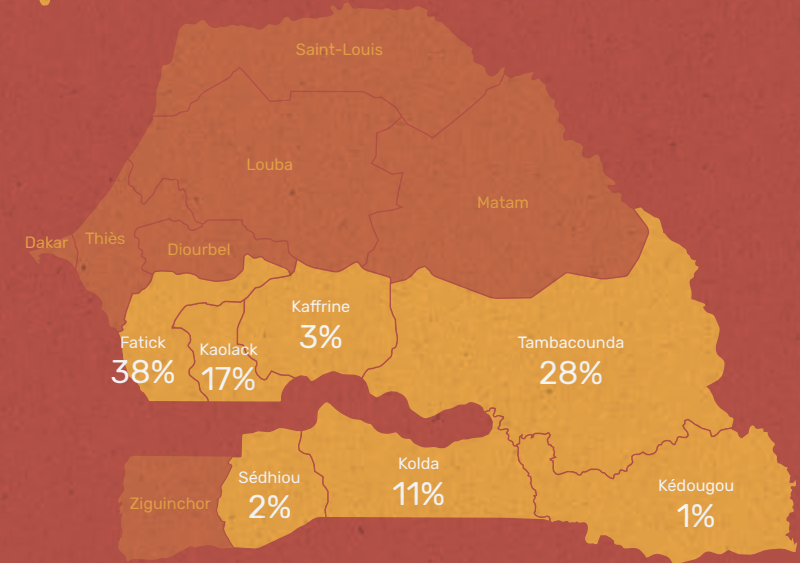 Saint-Louis
Louba
Matam
Dakar
Thiès
Diourbel
Kaffrine
3%
Fatick
38%
Kaolack
17%
Tambacounda
28%
Kolda
11%
Sédhiou
2%
Kédougou
1%
Ziguinchor